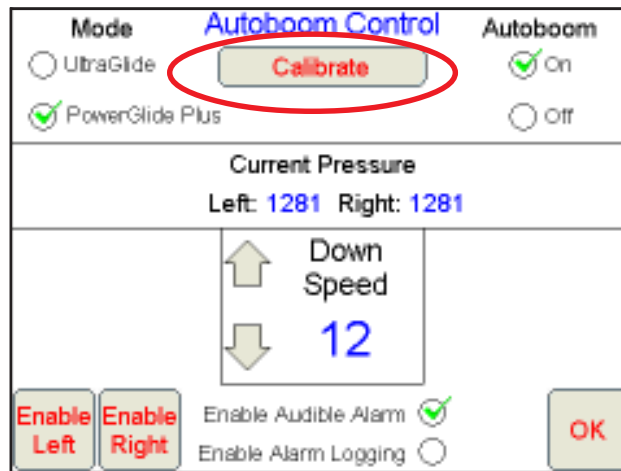 Mode
Autoboom Control
Autoboom
UltraGlide
Calibrate
On
PowerGlide Plus
Off
Current Pressure
Left: 1281 Right: 1281
Down
Speed
12
Enable
Left
Enable
Right
Enable Audible Alarm
Enable Alarm Logging
OK